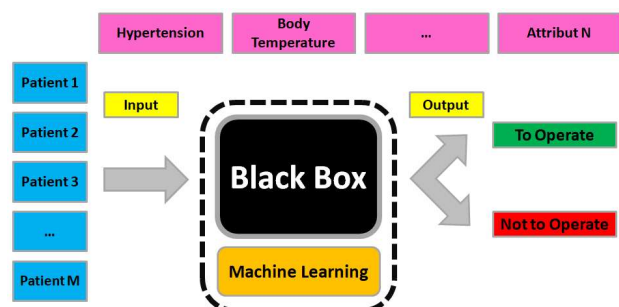 Hypertension
Body
Temperature
...
Attribut N
Patient 1
Patient 2
Patient 3
...
Patient M
Input
Black Box
Machine Learning
Output
To Operate
Not to Operate